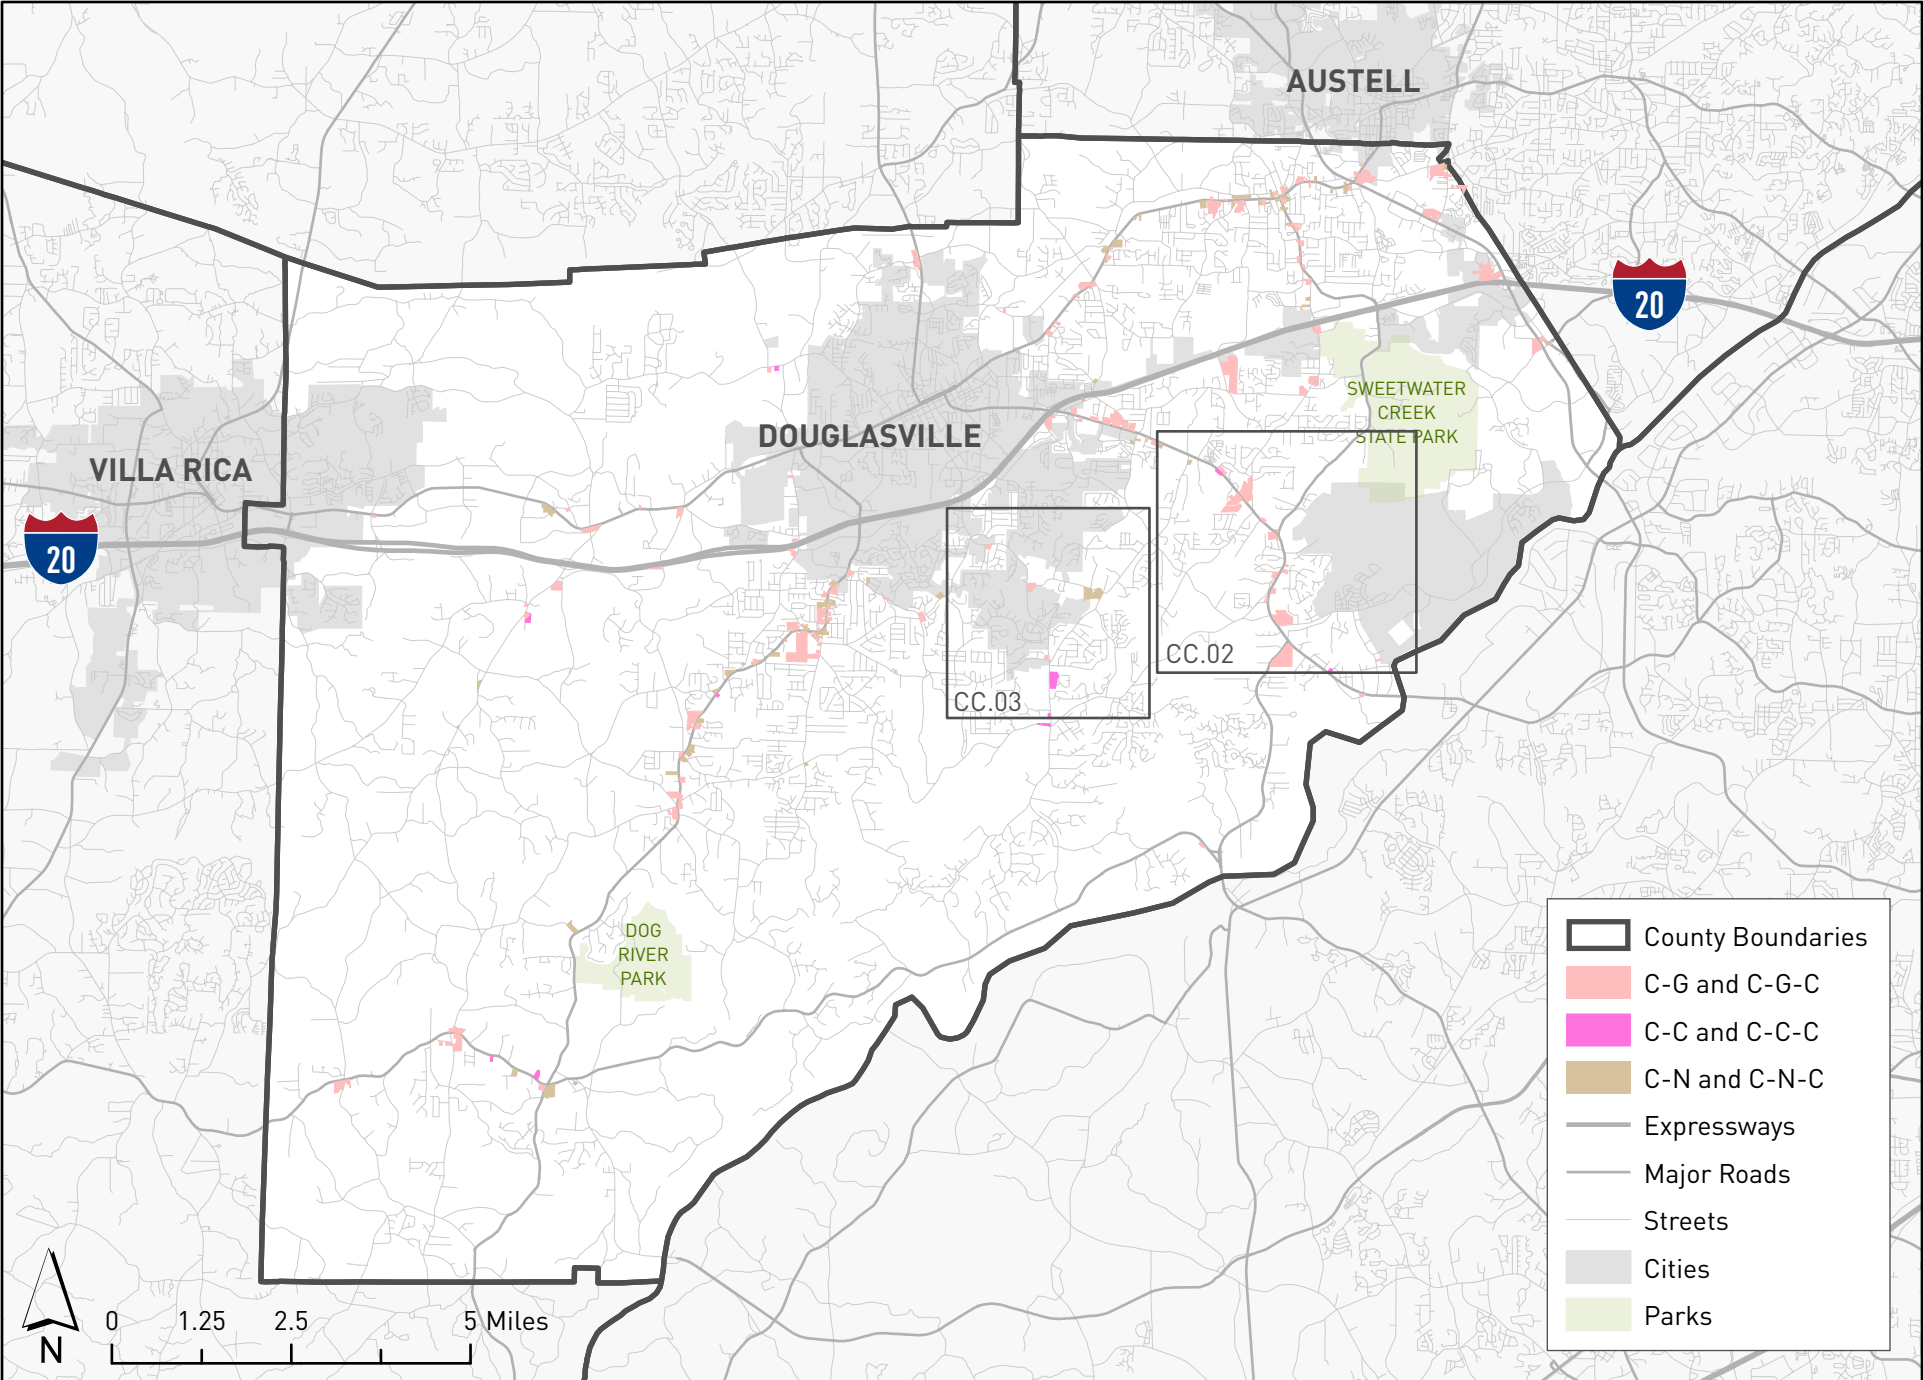 AUSTELL
20
SWEETWATER
CREEK
STATE PARK
DOUGLASVILLE
VILLA RICA
20
CC.02
CC.03
DOG
RIVER
PARK
County Boundaries
C-G and C-G-C
C-C and C-C-C
C-N and C-N-C
Expressways
Major Roads
Streets
Cities
Parks
N
0 1.25 2.5 5 Miles